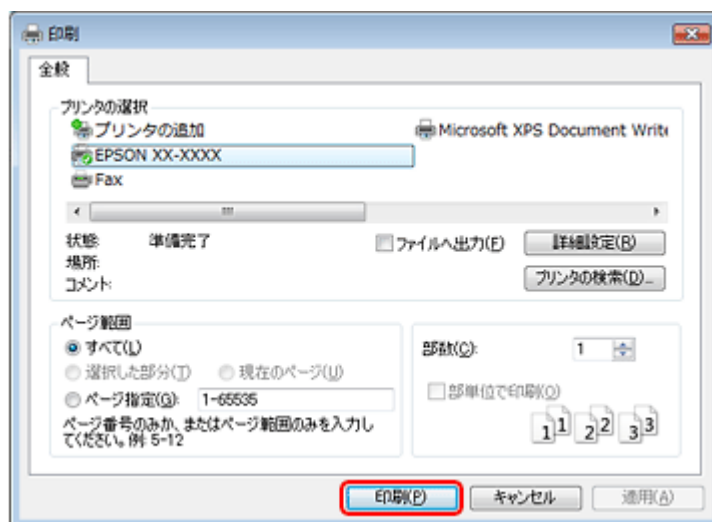 印刷
全般
プリンタの選択
プリンタの追加
Microsoft XPS Document Write
EPSON XX-XXXX
Fax
状態: 準備完了
ファイルへ出力(F)
詳細設定(R)
場所:
コメント:
プリンタの検索(D)...
ページ範囲
すべて(L)
選択した部分(T) 現在のページ(U)
ページ指定(G): 1-65535
ページ番号のみか、またはページ範囲のみを入力し
てください。例: 5-12
部数(C): 1
部単位で印刷(O)
11 22 33
印刷(P) キャンセル 適用(A)